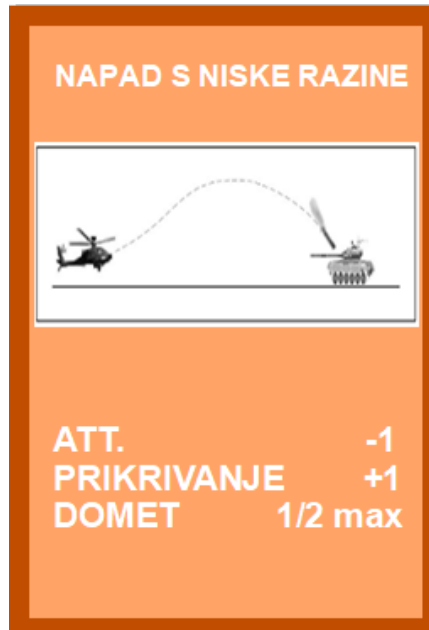 NAPAD S NISKE RAZINE
ATT. -1
PRIKRIVANJE +1
DOMET 1/2 max